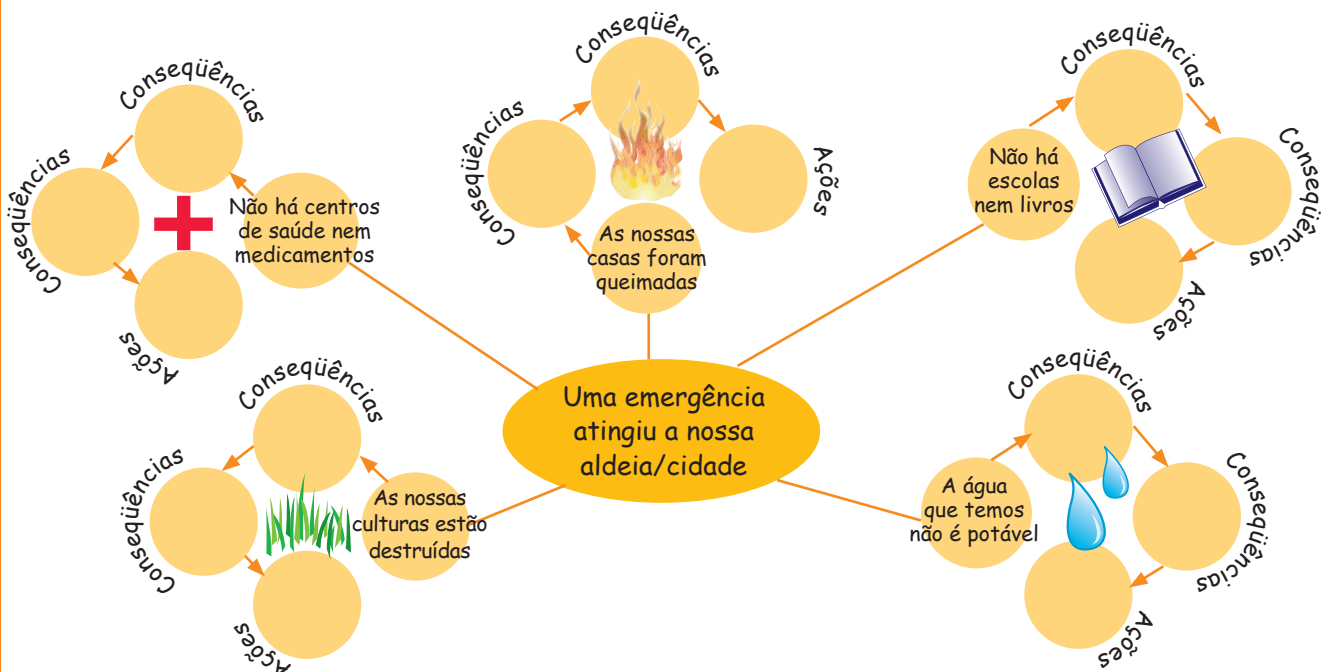 Conseqüências
Conseqüências
Não há centros
de saúde nem
medicamentos
Ações
Conseqüências
Conseqüências
Ações
As nossas
casas foram
queimadas
Conseqüências
Conseqüências
Não há
escolas
nem livros
Ações
Uma emergência
atingiu a nossa
aldeia/cidade
Conseqüências
Conseqüências
As nossas
culturas estão
destruídas
Ações
Conseqüências
Conseqüências
A água
que temos
não é potável
Ações